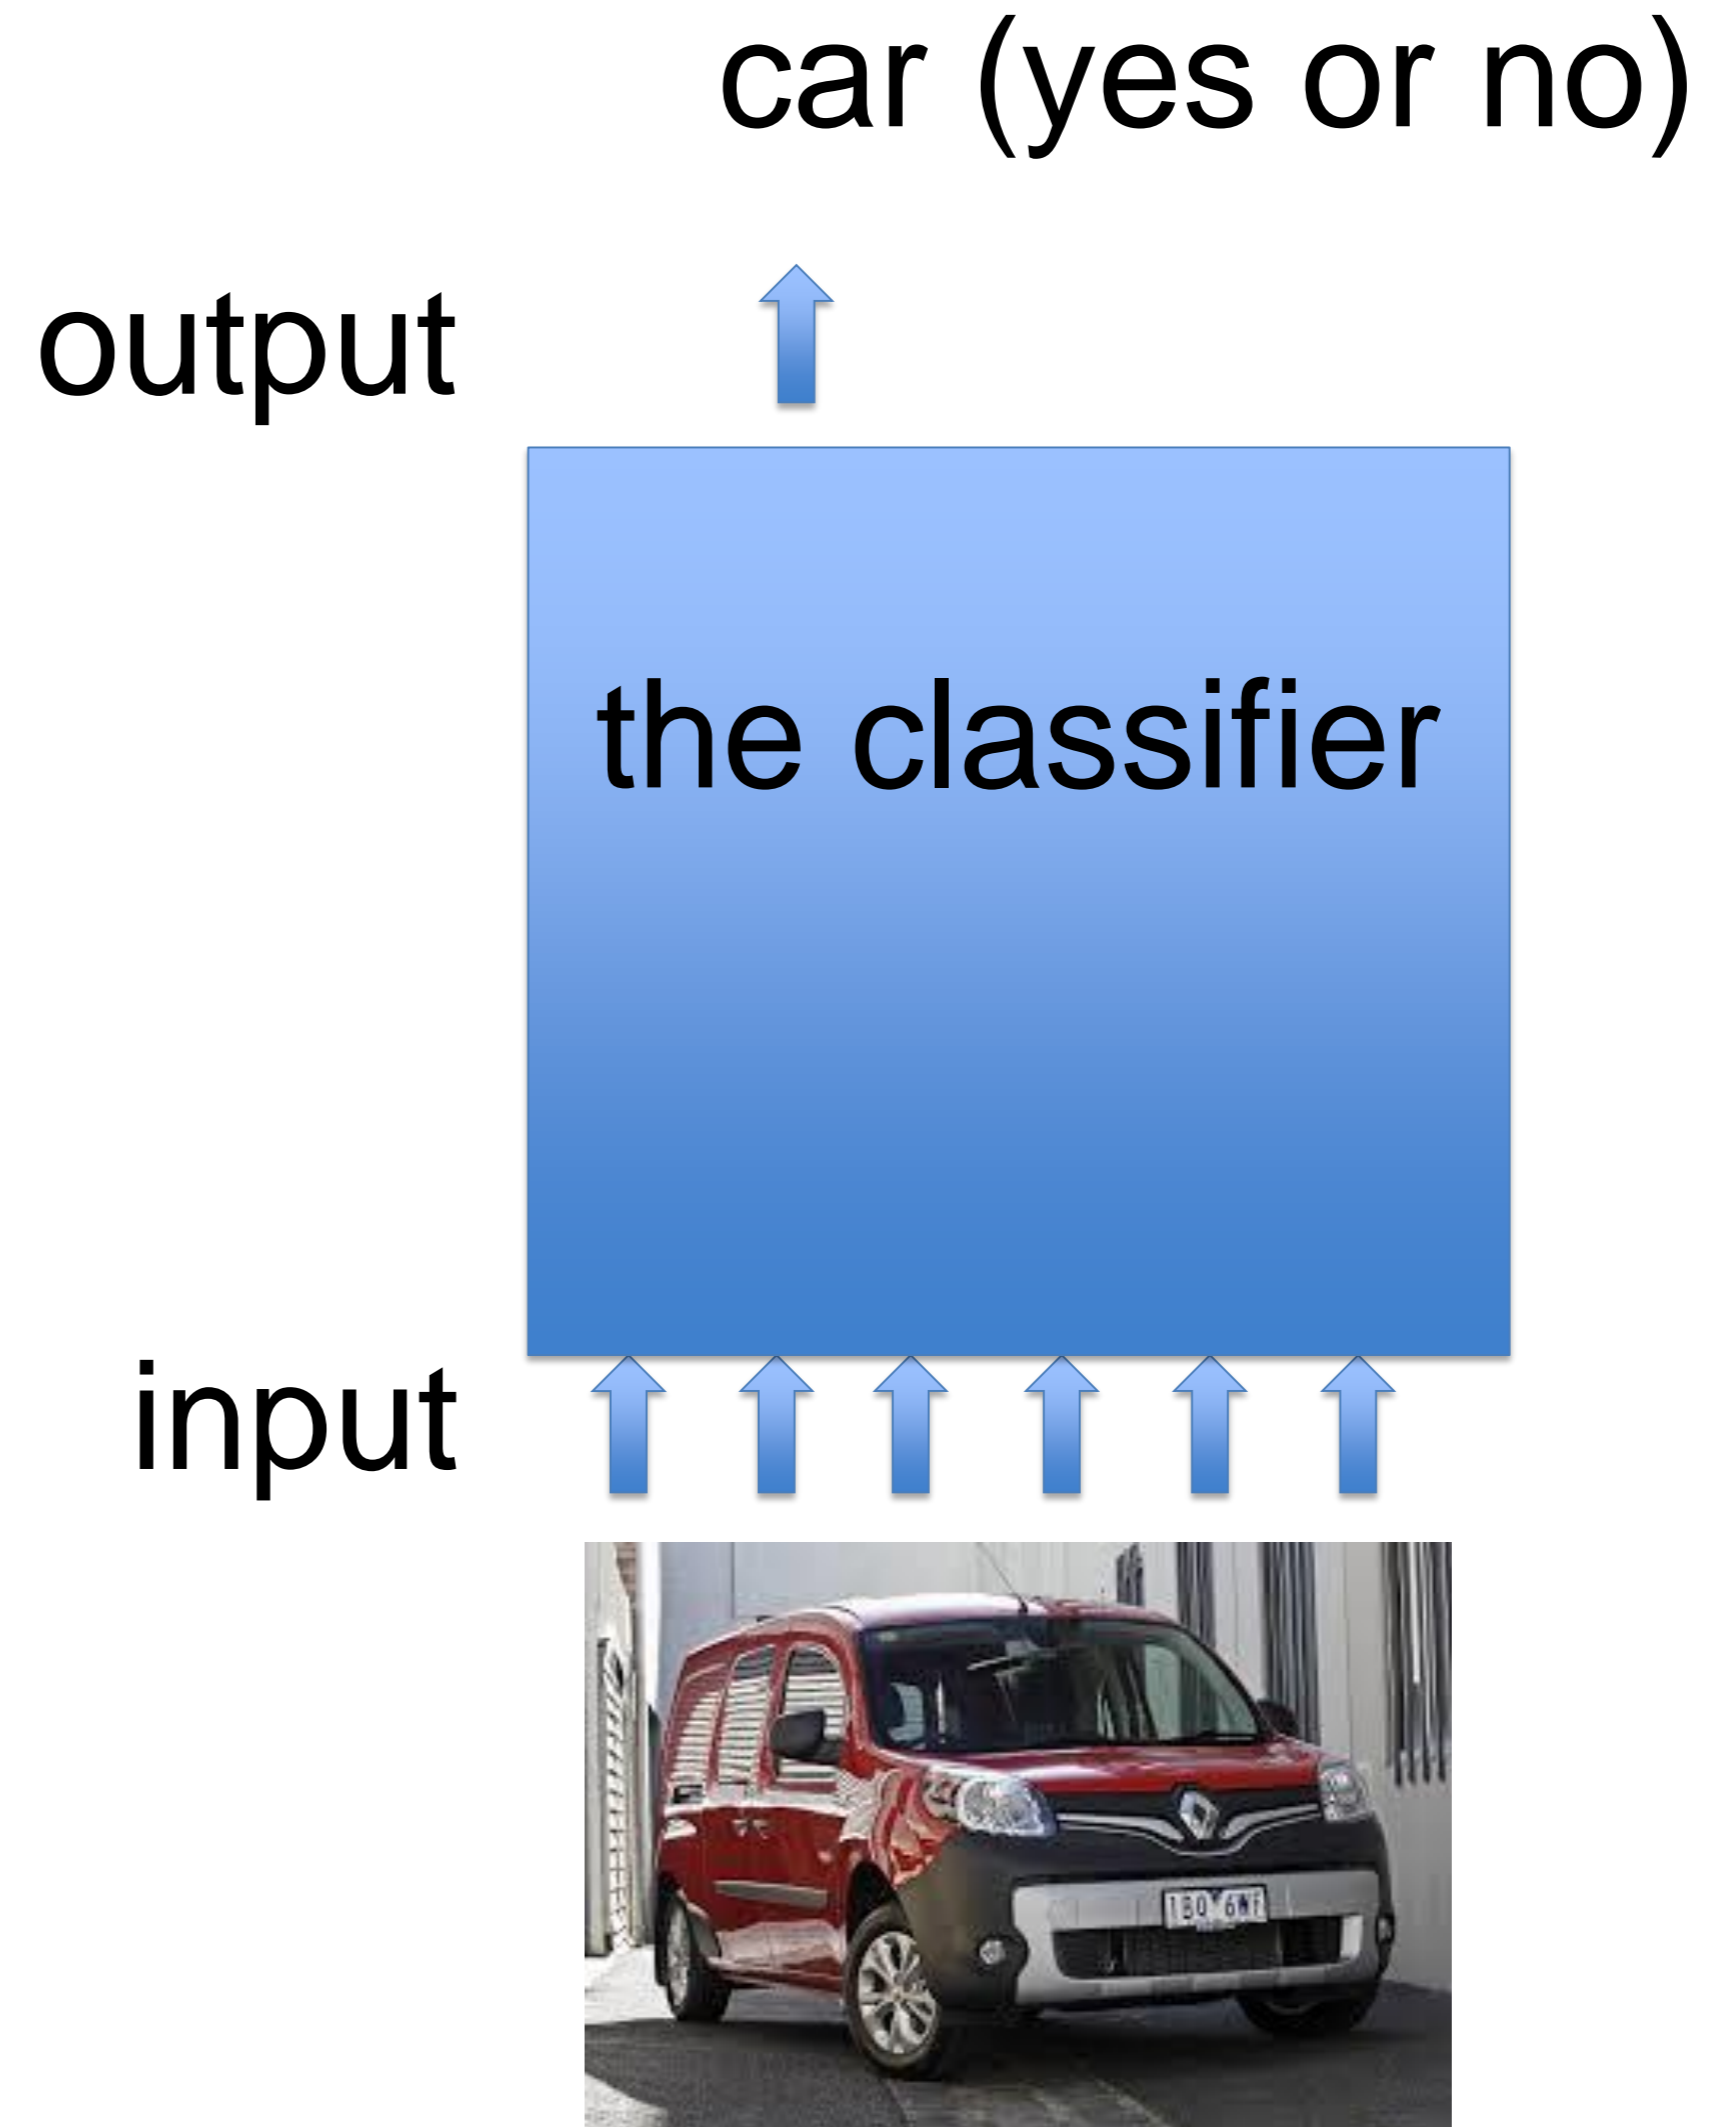 car (yes or no)
output
the classifier
input